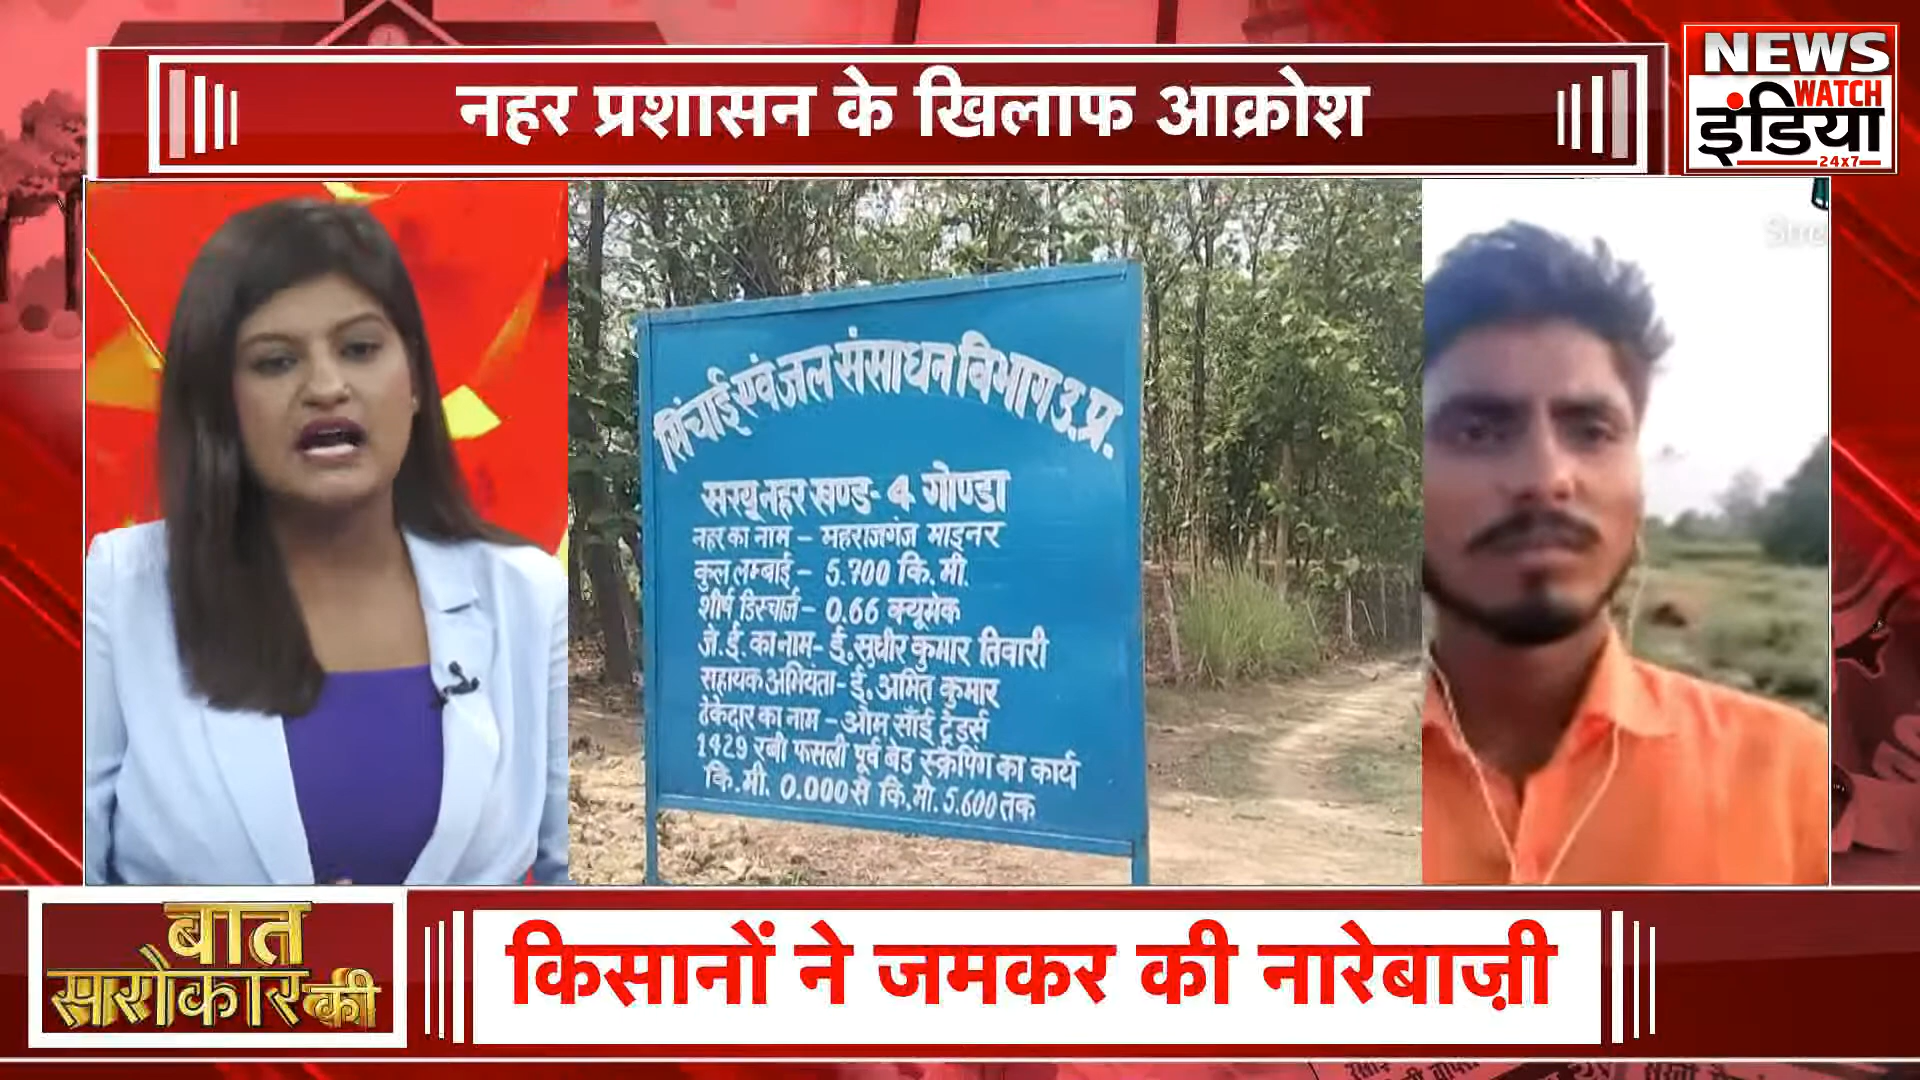 नहर प्रशासन के खिलाफ आक्रोश
NEWS
WATCH
इंडिया
24x7
सिंचाई एवं जल संसाधन विभाग उ.प्र.
सरयू नहर खण्ड- 4 गोण्डा
नहर का नाम – महराजगंज माइनर
कुल लम्बाई – 5.700 कि.मी.
शीर्ष डिस्चार्ज – 0.66 क्यूमेक
जे.ई. का नाम- ई. सुधीर कुमार तिवारी
सहायक अभियंता- ई. अमित कुमार
ठेकेदार का नाम – ओम साँई ट्रेडर्स
1429 रबी फसली पूर्व बेड स्क्रैपिंग का कार्य
कि.मी. 0.000 से कि.मी. 5.600 तक
बात
सरोकार की
किसानों ने जमकर की नारेबाज़ी